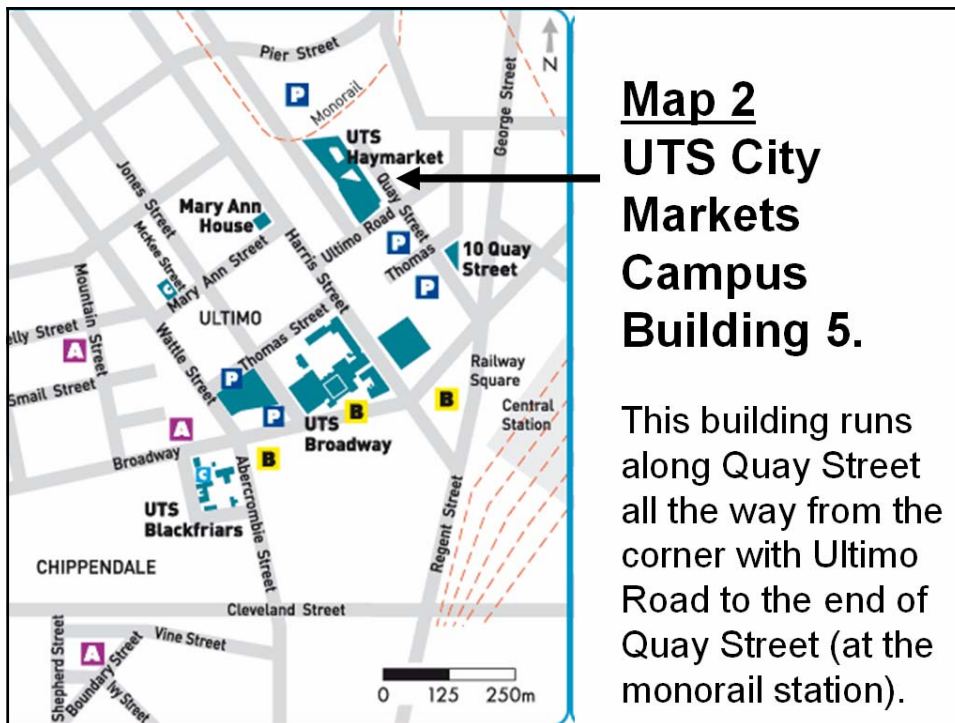 Pier Street
N
P
Monorail
George Street
UTS
Haymarket
Quay Street
Jones Street
McKee Street
Mary Ann
House
Ultimo Road
P
10 Quay
Street
Thomas
P
Harris Street
Mary Ann Street
C
Mountain Street
ULTIMO
elly Street
A
Wattle Street
Thomas Street
Smail Street
P
Railway
Square
B
Central
Station
P
B
UTS
Broadway
A
Broadway
B
C
Abercrombie Street
UTS
Blackfriars
Regent Street
CHIPPENDALE
Cleveland Street
Shepherd Street
A
Vine Street
Boundary Street
Ivy Street
0 125 250m
Map 2
UTS City
Markets
Campus
Building 5.
This building runs
along Quay Street
all the way from the
corner with Ultimo
Road to the end of
Quay Street (at the
monorail station).